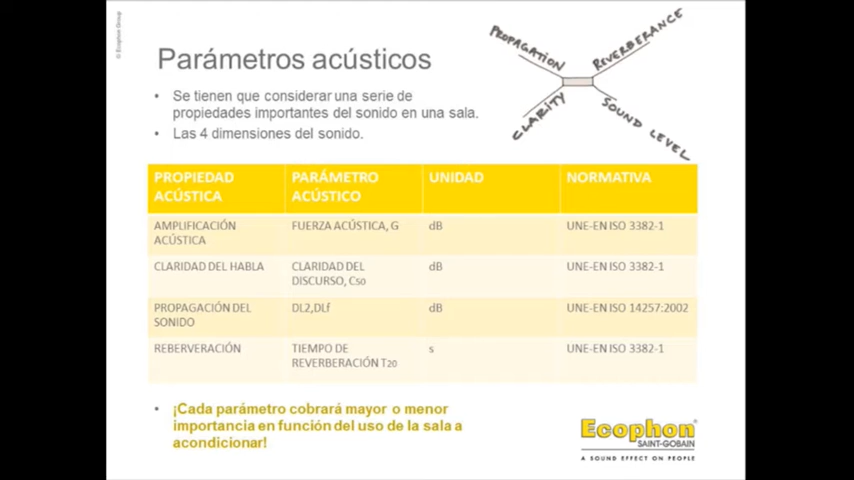 © Ecophon Group
Parámetros acústicos
PROPAGATION
REVERBERANCE
CLARITY
SOUND LEVEL
• Se tienen que considerar una serie de
propiedades importantes del sonido en una sala.
• Las 4 dimensiones del sonido.
PROPIEDAD ACÚSTICA PARÁMETRO ACÚSTICO UNIDAD NORMATIVA
AMPLIFICACIÓN ACÚSTICA FUERZA ACÚSTICA, G dB UNE-EN ISO 3382-1
CLARIDAD DEL HABLA CLARIDAD DEL DISCURSO, C50 dB UNE-EN ISO 3382-1
PROPAGACIÓN DEL SONIDO DL2,DLf dB UNE-EN ISO 14257:2002
REBERVERACIÓN TIEMPO DE REVERBERACIÓN T20 s UNE-EN ISO 3382-1
• ¡Cada parámetro cobrará mayor o menor
importancia en función del uso de la sala a
acondicionar!
Ecophon®
SAINT-GOBAIN
A SOUND EFFECT ON PEOPLE